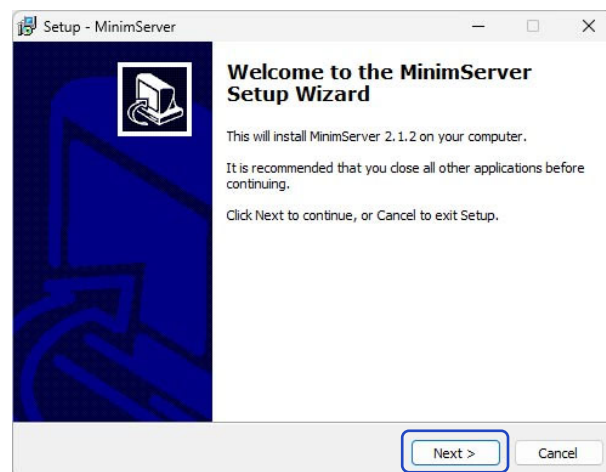 Setup - MinimServer
Welcome to the MinimServer
Setup Wizard
This will install MinimServer 2.1.2 on your computer.
It is recommended that you close all other applications before
continuing.
Click Next to continue, or Cancel to exit Setup.
Next >
Cancel